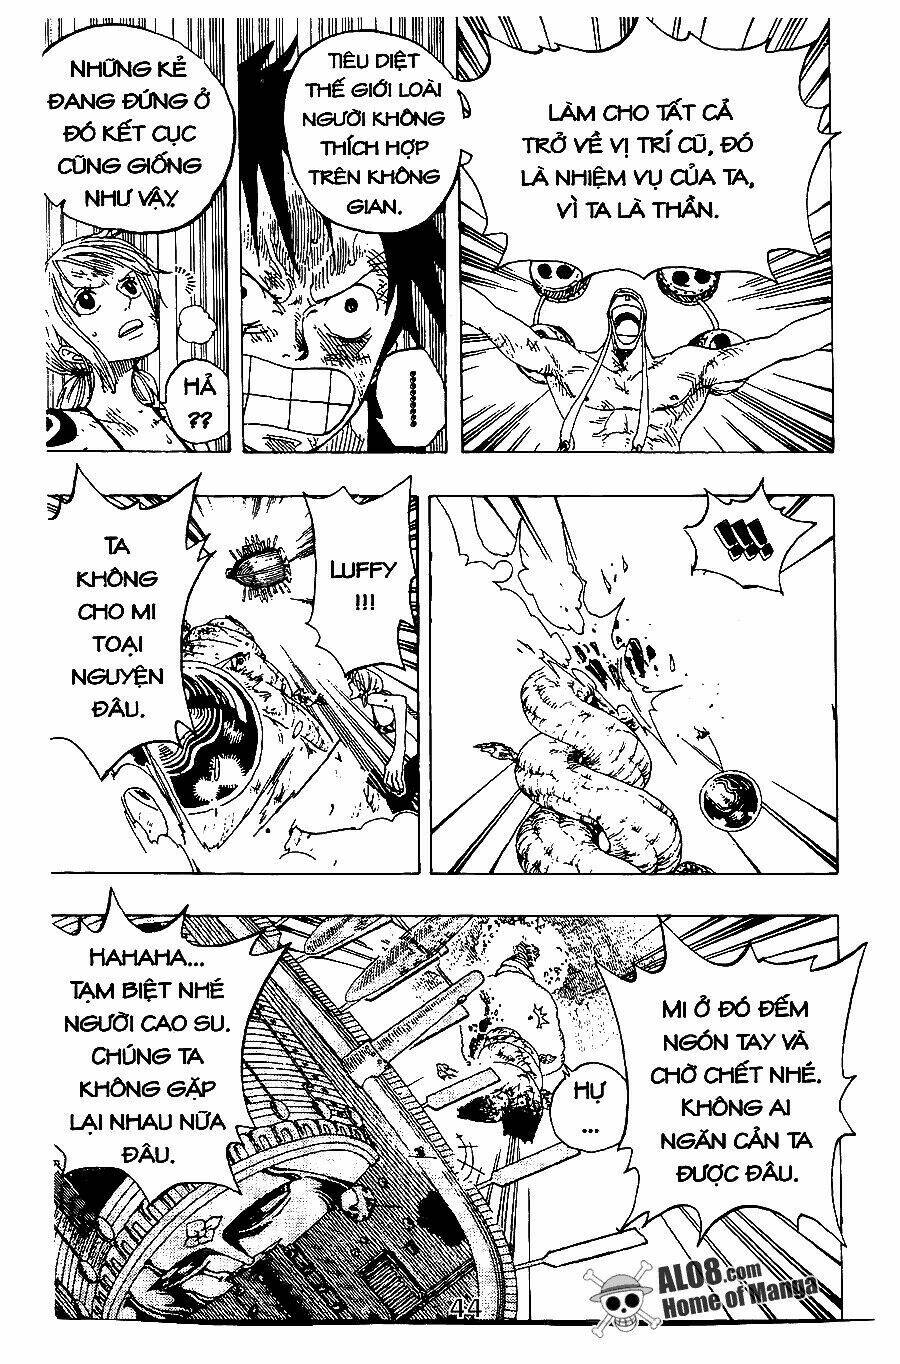 LÀM CHO TẤT CẢ
TRỞ VỀ VỊ TRÍ CŨ, ĐÓ
LÀ NHIỆM VỤ CỦA TA,
VÌ TA LÀ THẦN.
TIÊU DIỆT
THẾ GIỚI LOÀI
NGƯỜI KHÔNG
THÍCH HỢP
TRÊN KHÔNG
GIAN.
.........
NHỮNG KẺ
ĐANG ĐỨNG Ở
ĐÓ KẾT CỤC
CŨNG GIỐNG
NHƯ VẬY.
HẢ
??
!!!
LUFFY
!!!
TA
KHÔNG
CHO MI
TOẠI
NGUYỆN
ĐÂU.
MI Ở ĐÓ ĐẾM
NGÓN TAY VÀ
CHỜ CHẾT NHÉ.
KHÔNG AI
NGĂN CẢN TA
ĐƯỢC ĐÂU.
HỰ
...
HAHAHA...
TẠM BIỆT NHÉ
NGƯỜI CAO SU.
CHÚNG TA
KHÔNG GẶP
LẠI NHAU NỮA
ĐÂU.
44
ALO8.com
Home of Manga